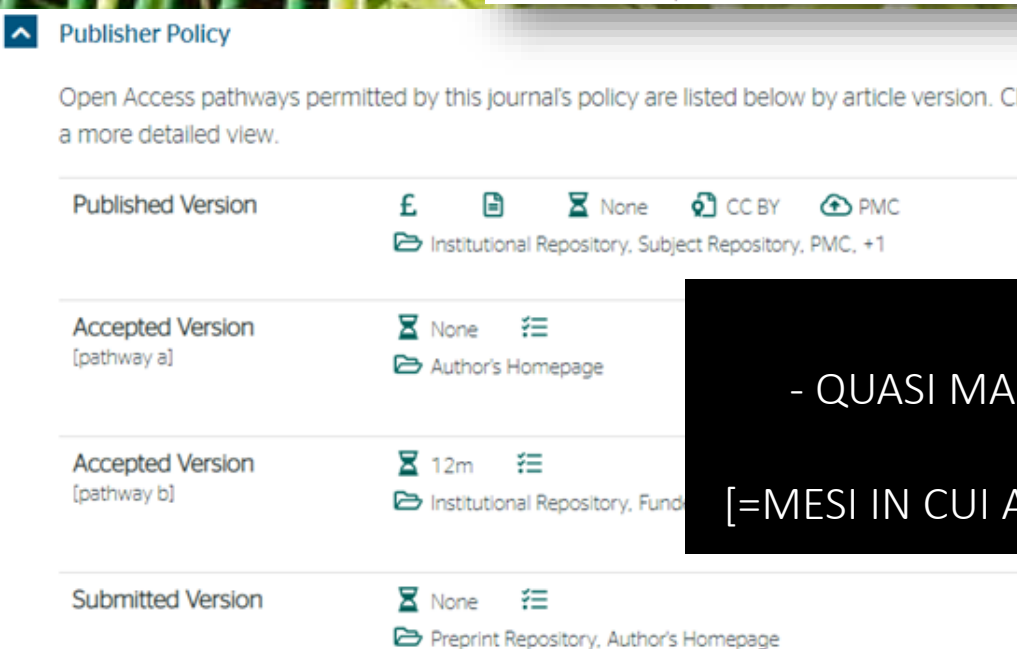 Publisher Policy
Open Access pathways permitted by this journal's policy are listed below by article version.
a more detailed view.
Published Version
£ None CC BY PMC
Institutional Repository, Subject Repository, PMC, +1
Accepted Version
None
[pathway a]
Author's Homepage
- QUASI MA
Accepted Version
12m
[pathway b]
Institutional Repository,
[=MESI IN CUI A
Submitted Version
None
Preprint Repository, Author's Homepage